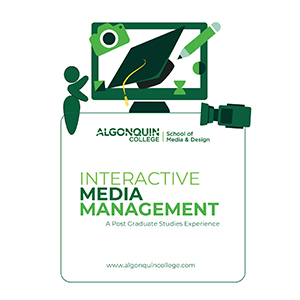 ALGONQUIN
COLLEGE
School of
Media & Design
INTERACTIVE
MEDIA
MANAGEMENT
A Post Graduate Studies Experience
www.algonquincollege.com